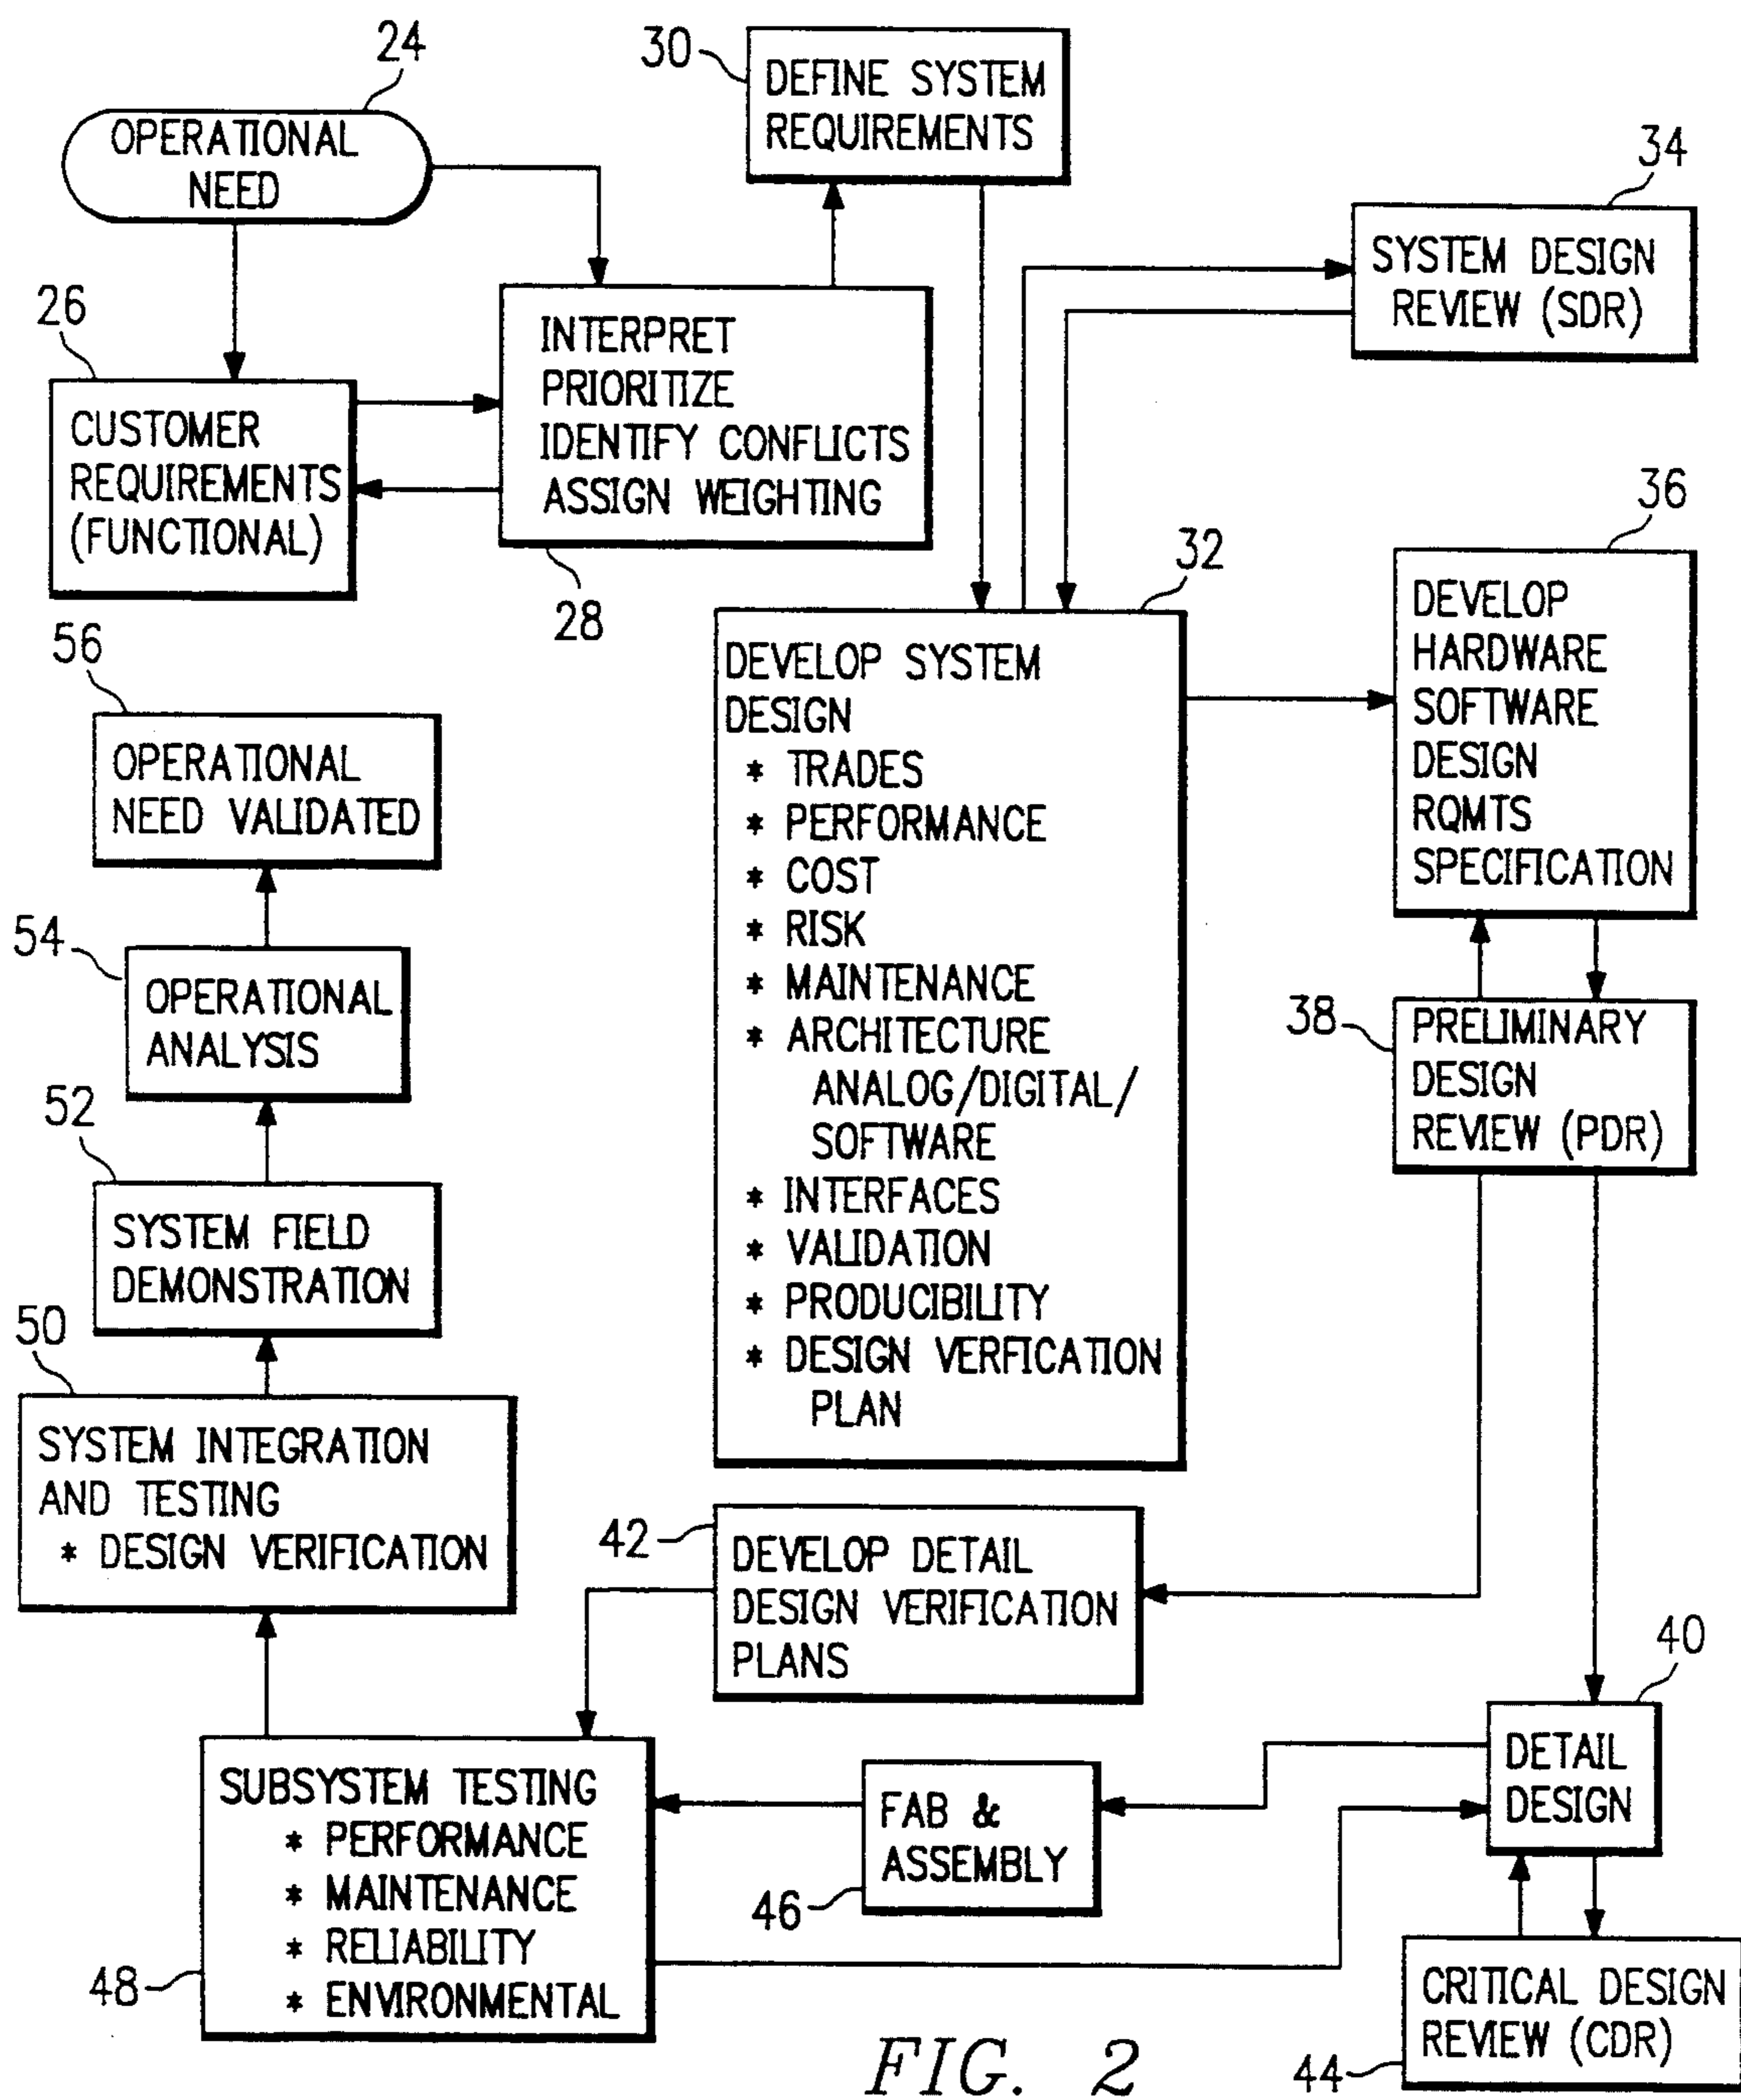 24
OPERATIONAL
NEED
30
DEFINE SYSTEM
REQUIREMENTS
34
SYSTEM DESIGN
REVIEW (SDR)
26
CUSTOMER
REQUIREMENTS
(FUNCTIONAL)
INTERPRET
PRIORITIZE
IDENTIFY CONFLICTS
ASSIGN WEIGHTING
28
32
DEVELOP SYSTEM
DESIGN
* TRADES
* PERFORMANCE
* COST
* RISK
* MAINTENANCE
* ARCHITECTURE
ANALOG/DIGITAL/
SOFTWARE
* INTERFACES
* VALIDATION
* PRODUCIBILITY
* DESIGN VERFICATION
PLAN
36
DEVELOP
HARDWARE
SOFTWARE
DESIGN
RQMTS
SPECIFICATION
38
PRELIMINARY
DESIGN
REVIEW (PDR)
56
OPERATIONAL
NEED VALIDATED
54
OPERATIONAL
ANALYSIS
52
SYSTEM FIELD
DEMONSTRATION
50
SYSTEM INTEGRATION
AND TESTING
* DESIGN VERIFICATION
42
DEVELOP DETAIL
DESIGN VERIFICATION
PLANS
40
DETAIL
DESIGN
FAB &
ASSEMBLY
46
SUBSYSTEM TESTING
* PERFORMANCE
* MAINTENANCE
* RELIABILITY
* ENVIRONMENTAL
48
CRITICAL DESIGN
REVIEW (CDR)
44
FIG. 2